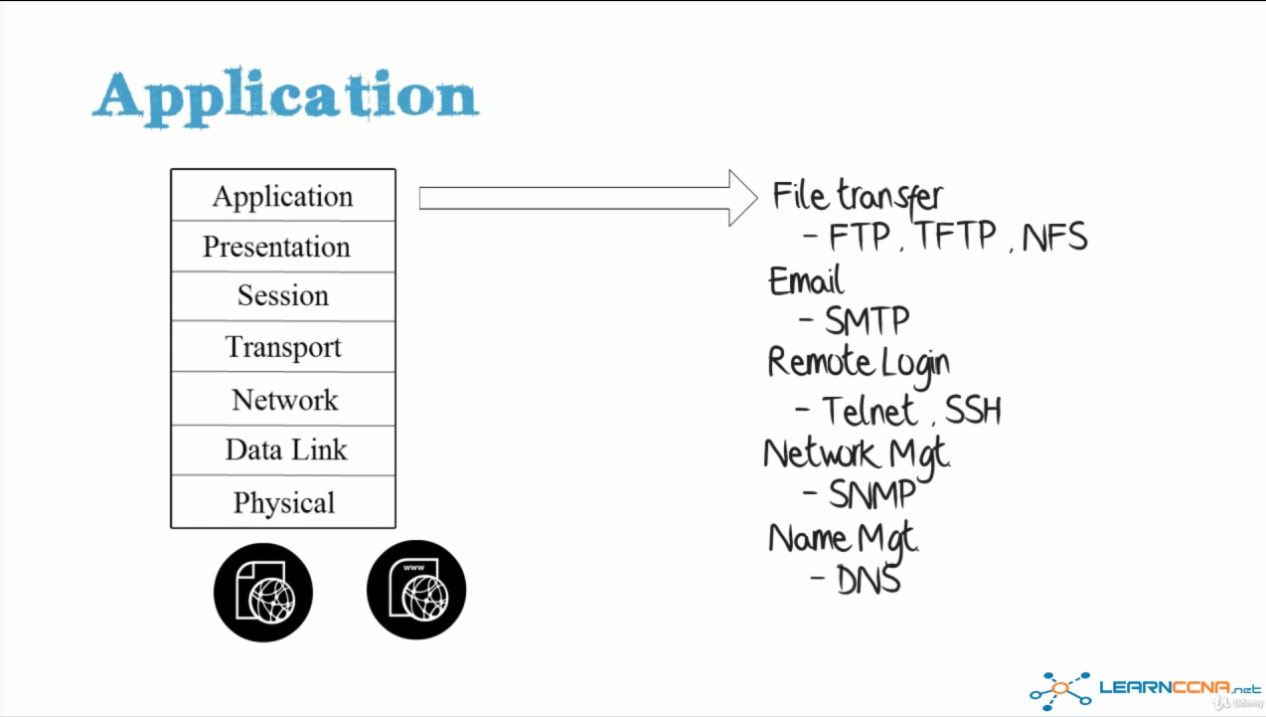 Application
Application
Presentation
Session
Transport
Network
Data Link
Physical
File transfer
- FTP, TFTP, NFS
Email
- SMTP
Remote Login
- Telnet, SSH
Network Mgt.
- SNMP
Name Mgt.
- DNS
www
LEARNCCNA.net
Udemy